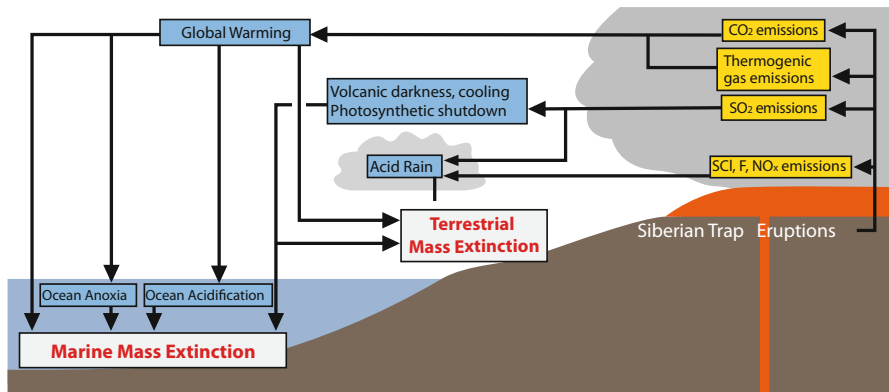 Global Warming
CO₂ emissions
Thermogenic
gas emissions
Volcanic darkness, cooling
Photosynthetic shutdown
SO₂ emissions
Acid Rain
SCl, F, NOₓ emissions
Terrestrial
Mass Extinction
Siberian Trap Eruptions
Ocean Anoxia
Ocean Acidification
Marine Mass Extinction